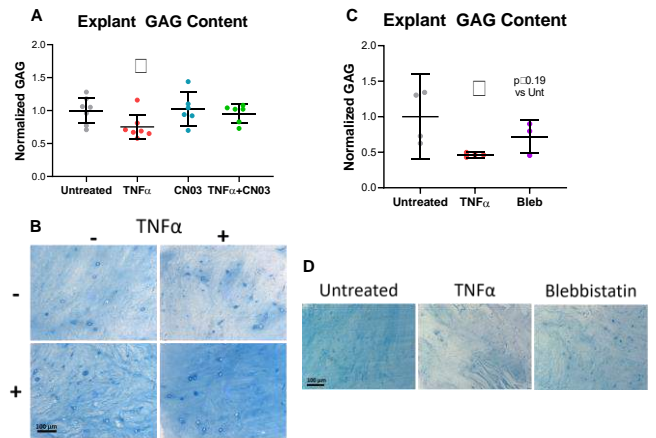 A
Explant GAG Content
Normalized GAG
2.0
1.5
1.0
0.5
0.0
□
Untreated TNFα CN03 TNFα+CN03
C
Explant GAG Content
Normalized GAG
2.0
1.5
1.0
0.5
0.0
□
p□0.19
vs Unt
Untreated TNFα Bleb
B
TNFα
- +
-
+
100 μm
D
Untreated TNFα Blebbistatin
100 μm